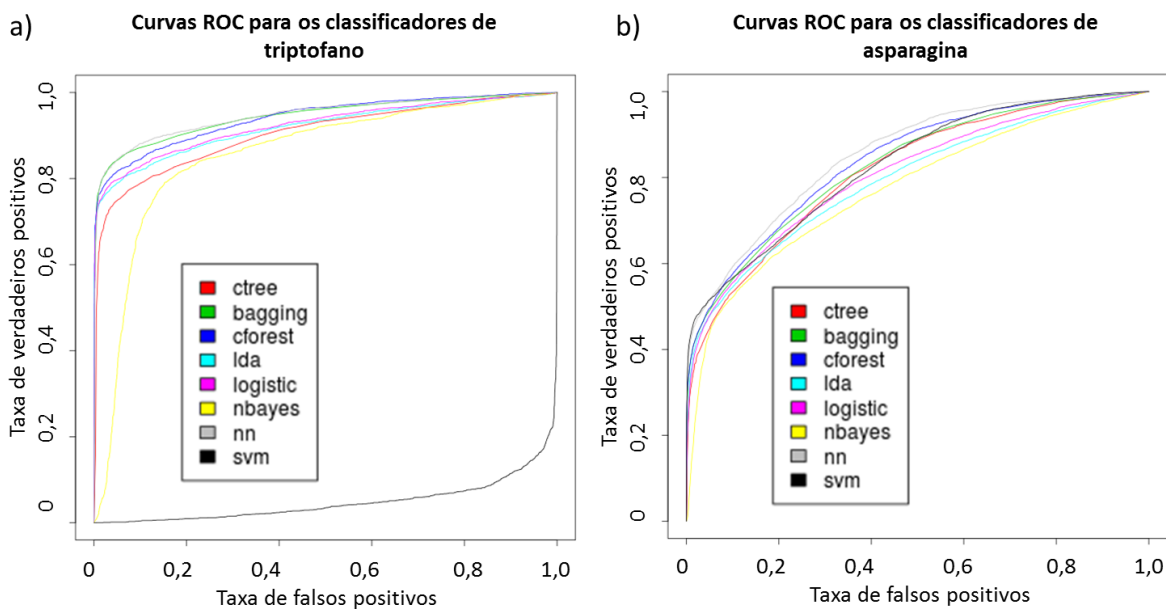 a)
Curvas ROC para os classificadores de
triptofano
Taxa de verdadeiros positivos
1,0
0,8
0,6
0,4
0,2
0
ctree
bagging
cforest
lda
logistic
nbayes
nn
svm
0 0,2 0,4 0,6 0,8 1,0
Taxa de falsos positivos
b)
Curvas ROC para os classificadores de
asparagina
Taxa de verdadeiros positivos
1,0
0,8
0,6
0,4
0,2
0
ctree
bagging
cforest
lda
logistic
nbayes
nn
svm
0 0,2 0,4 0,6 0,8 1,0
Taxa de falsos positivos